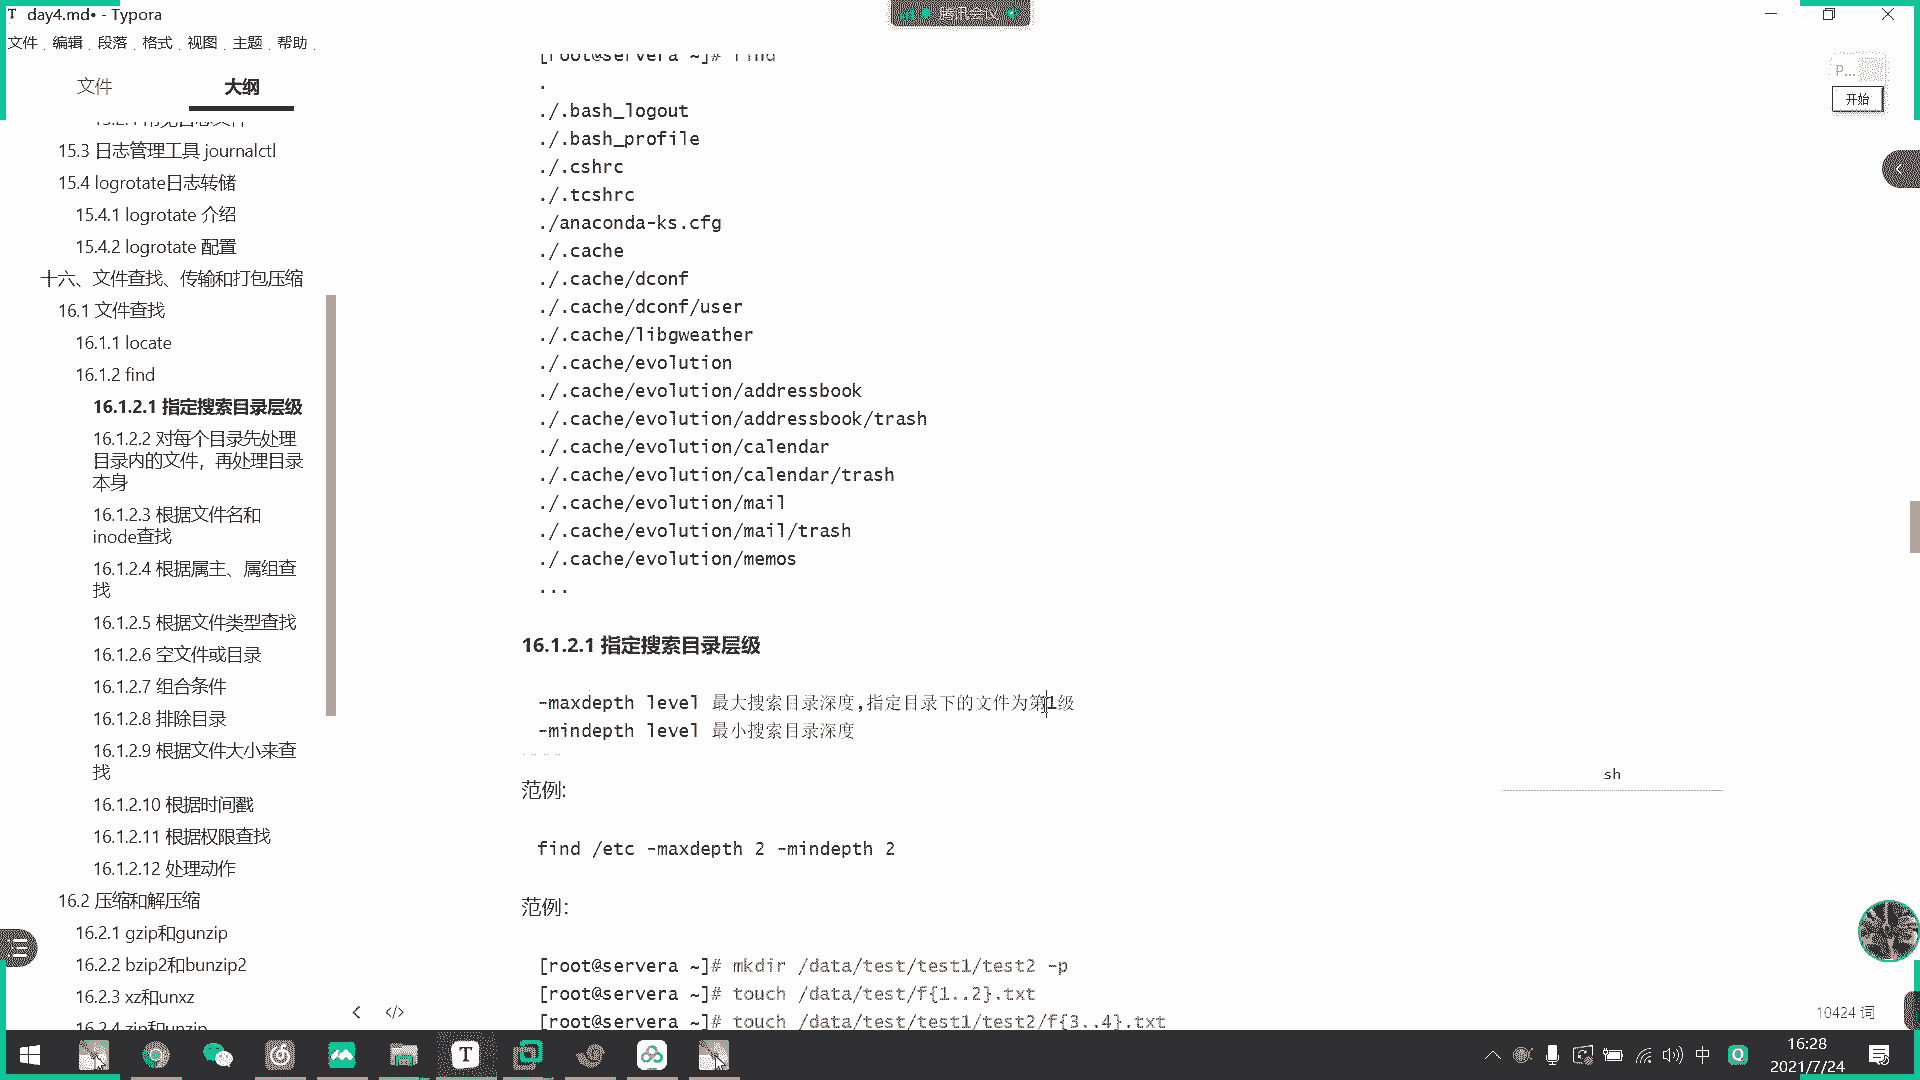 day4.md• - Typora
腾讯会议
文件 编辑 段落 格式 视图 主题 帮助
文件 大纲
15.3 日志管理工具 journalctl
15.4 logrotate日志转储
15.4.1 logrotate 介绍
15.4.2 logrotate 配置
十六、文件查找、传输和打包压缩
16.1 文件查找
16.1.1 locate
16.1.2 find
16.1.2.1 指定搜索目录层级
16.1.2.2 对每个目录先处理
目录内的文件，再处理目录
本身
16.1.2.3 根据文件名和
inode查找
16.1.2.4 根据属主、属组查
找
16.1.2.5 根据文件类型查找
16.1.2.6 空文件或目录
16.1.2.7 组合条件
16.1.2.8 排除目录
16.1.2.9 根据文件大小来查
找
16.1.2.10 根据时间戳
16.1.2.11 根据权限查找
16.1.2.12 处理动作
16.2 压缩和解压缩
16.2.1 gzip和gunzip
16.2.2 bzip2和bunzip2
16.2.3 xz和unxz
16.2.4 zip和unzip
[root@servera ~]# find
.
./.bash_logout
./.bash_profile
./.cshrc
./.tcshrc
./anaconda-ks.cfg
./.cache
./.cache/dconf
./.cache/dconf/user
./.cache/libgweather
./.cache/evolution
./.cache/evolution/addressbook
./.cache/evolution/addressbook/trash
./.cache/evolution/calendar
./.cache/evolution/calendar/trash
./.cache/evolution/mail
./.cache/evolution/mail/trash
./.cache/evolution/memos
...
16.1.2.1 指定搜索目录层级
-maxdepth level 最大搜索目录深度,指定目录下的文件为第1级
-mindepth level 最小搜索目录深度
sh
范例:
find /etc -maxdepth 2 -mindepth 2
范例:
[root@servera ~]# mkdir /data/test/test1/test2 -p
[root@servera ~]# touch /data/test/f{1..2}.txt
[root@servera ~]# touch /data/test/test1/test2/f{3..4}.txt
P...
开始
10424 词
中
16:28
2021/7/24